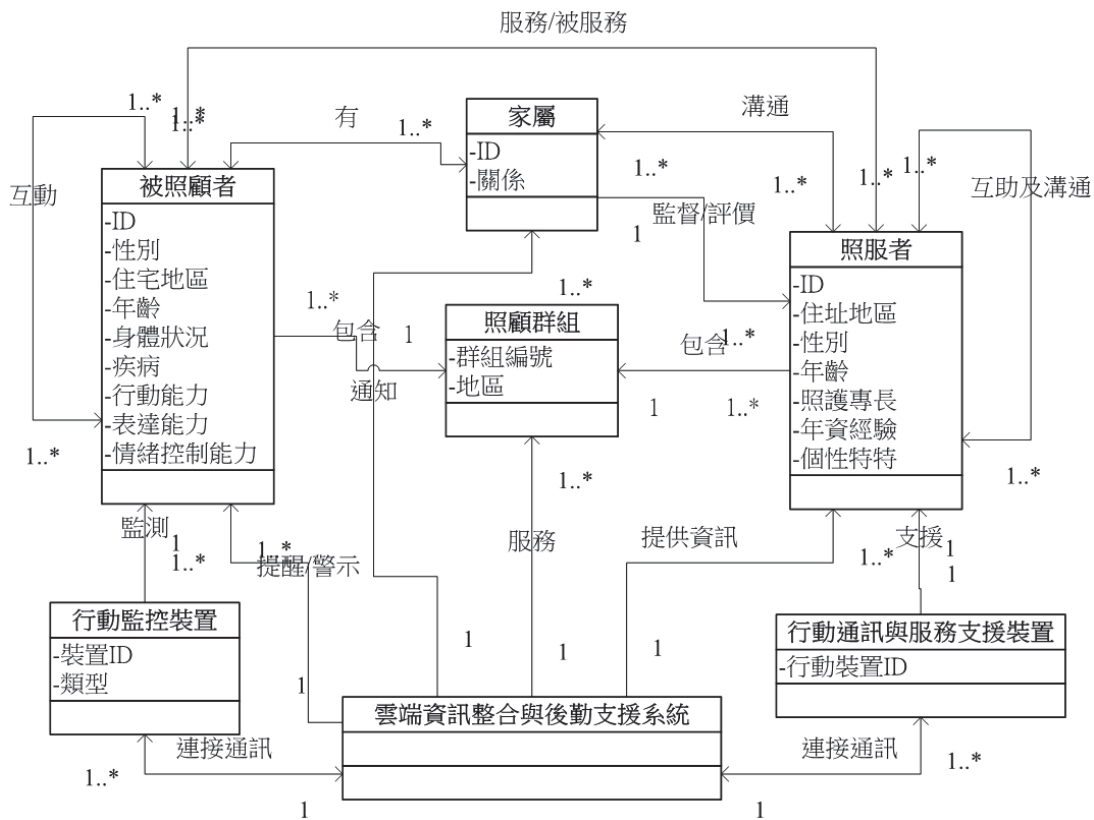 服務/被服務
1..*
1..*
1..*
有
1..*
家屬
-ID
-關係
溝通
1..*
1..*
1..*
1..*
互動
被照顧者
-ID
-性別
-住宅地區
-年齡
-身體狀況
-疾病
-行動能力
-表達能力
-情緒控制能力
1..*
監督/評價
1
互助及溝通
照服者
-ID
-住址地區
-性別
-年齡
-照護專長
-年資經驗
-個性特特
1..*
1..*
包含
1
1..*
照顧群組
-群組編號
-地區
通知
包含
1..*
1
1..*
1..*
監測
1
1..*
1..*
提醒/警示
服務
提供資訊
1..*
支援
1
1
行動監控裝置
-裝置ID
-類型
1
1
1
1
行動通訊與服務支援裝置
-行動裝置ID
雲端資訊整合與後勤支援系統
連接通訊
1..*
1
連接通訊
1..*
1